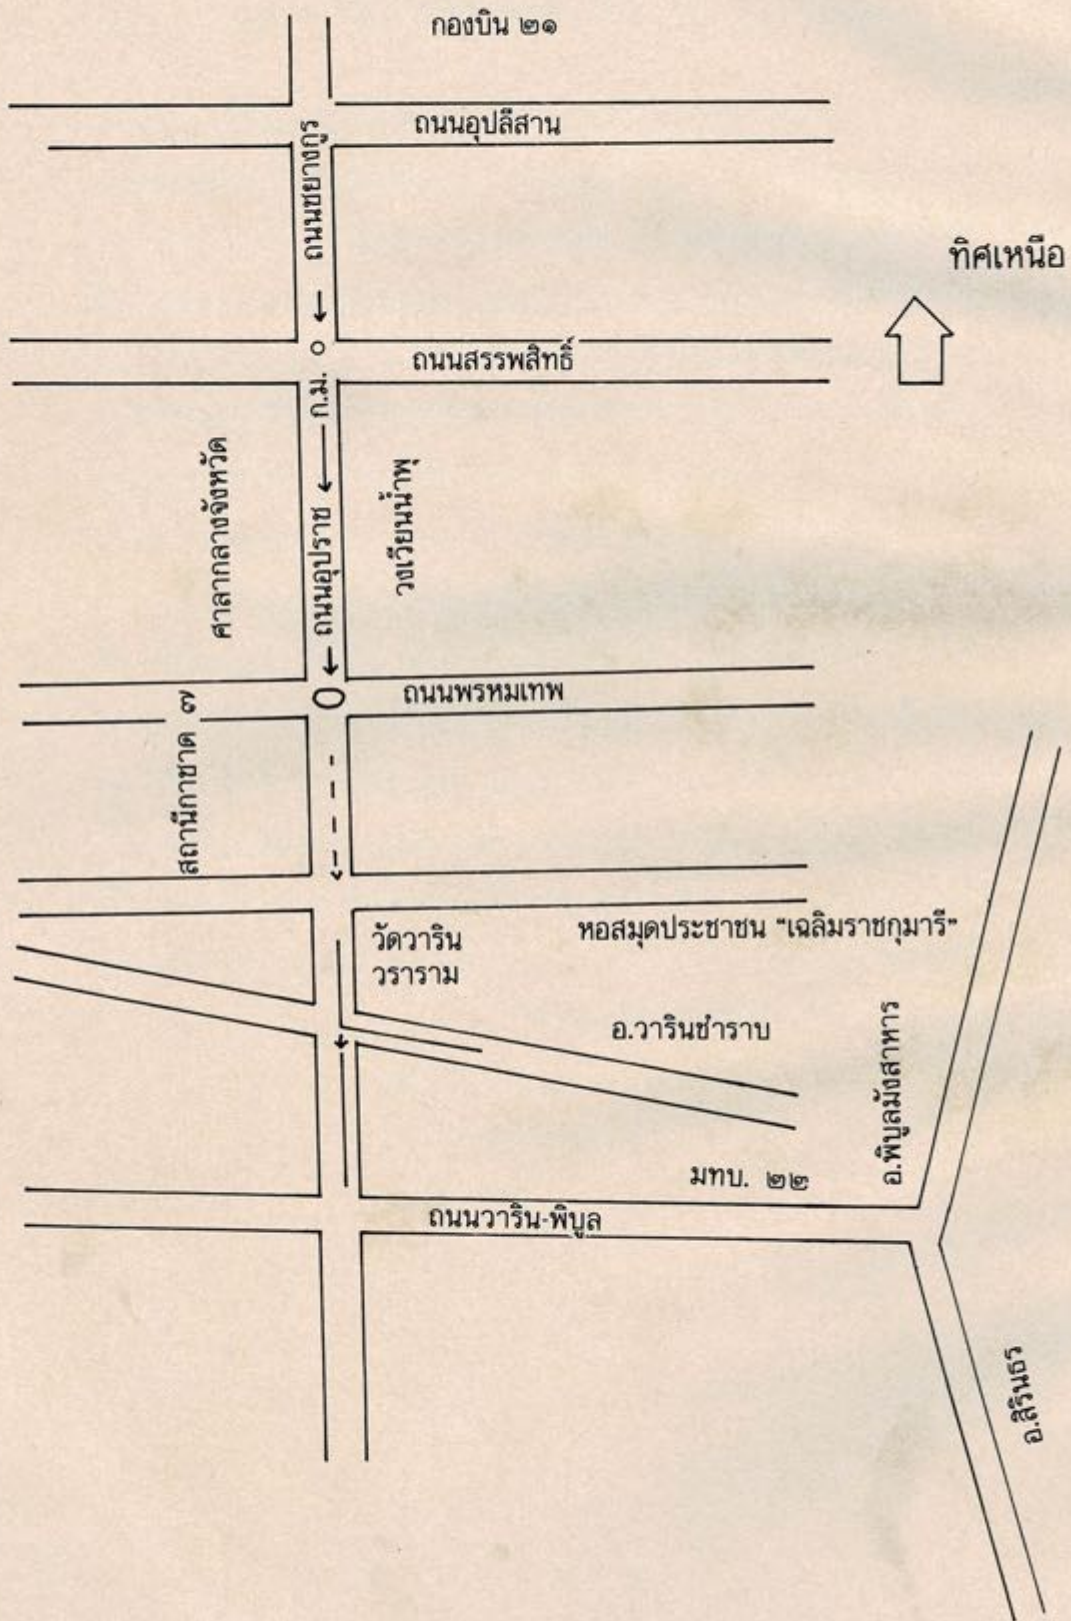 กองบิน ๒๑
ถนนอุปลีสาน
ถนนชยางกูร
ทิศเหนือ
ถนนสรรพสิทธิ์
ก.ม. ๐
ศาลากลางจังหวัด
ถนนอุปราช
วงเวียนน้ำพุ
ถนนพรหมเทพ
สถานีกาชาด ๗
วัดวาริน
วราราม
หอสมุดประชาชน "เฉลิมราชกุมารี"
อ.วารินชำราบ
อ.พิบูลมังสาหาร
มทบ. ๒๒
ถนนวาริน-พิบูล
อ.สิรินธร